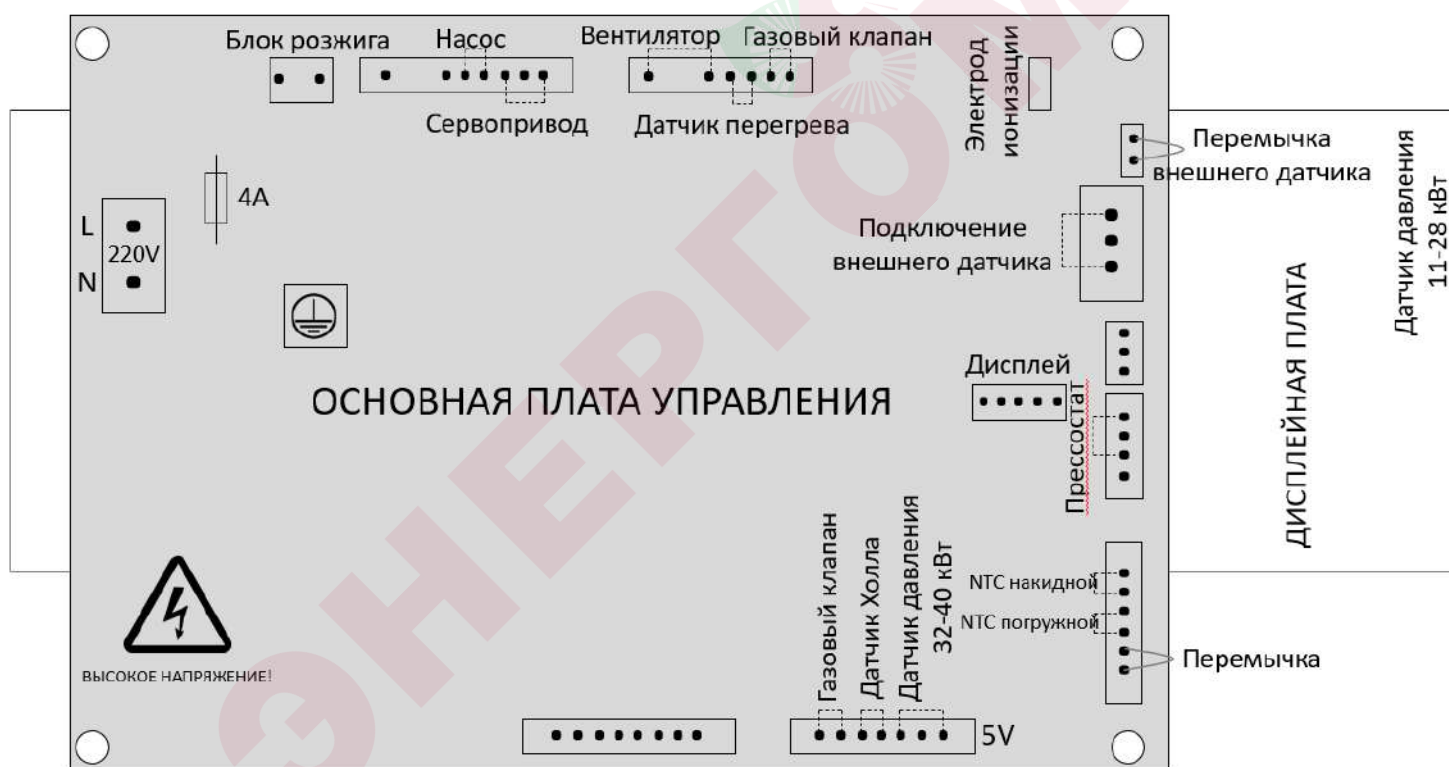 Блок розжига
Насос
Вентилятор
Газовый клапан
Сервопривод
Датчик перегрева
Электрод
ионизации
Перемычка
внешнего датчика
Датчик давления
11-28 кВт
4A
L
220V
N
Подключение
внешнего датчика
ДИСПЛЕЙНАЯ ПЛАТА
Дисплей
ОСНОВНАЯ ПЛАТА УПРАВЛЕНИЯ
Прессостат
Газовый клапан
Датчик Холла
Датчик давления
32-40 кВт
NTC накидной
NTC погружной
Перемычка
ВЫСОКОЕ НАПРЯЖЕНИЕ!
5V
ЭНЕРГОМ